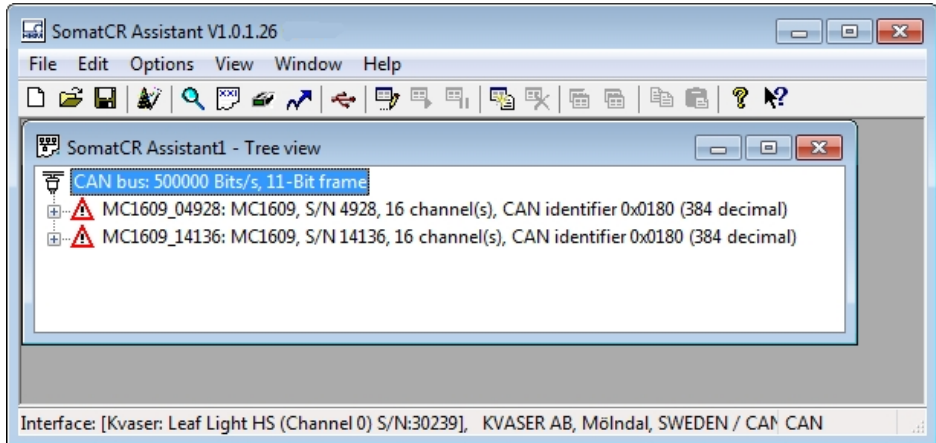 SomatCR Assistant V1.0.1.26
File Edit Options View Window Help
SomatCR Assistant1 - Tree view
CAN bus: 500000 Bits/s, 11-Bit frame
MC1609_04928: MC1609, S/N 4928, 16 channel(s), CAN identifier 0x0180 (384 decimal)
MC1609_14136: MC1609, S/N 14136, 16 channel(s), CAN identifier 0x0180 (384 decimal)
Interface: [Kvaser: Leaf Light HS (Channel 0) S/N:30239], KVASER AB, Mölndal, SWEDEN / CAN CAN